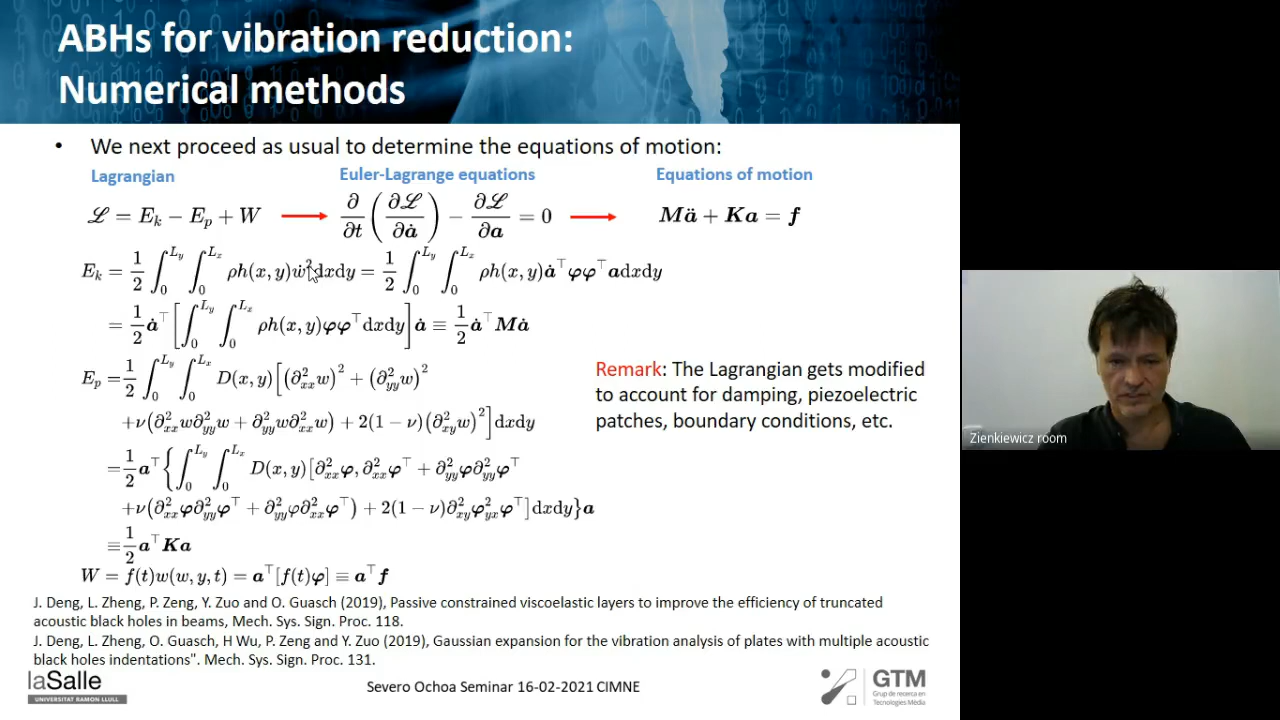 ABHs for vibration reduction:
Numerical methods
• We next proceed as usual to determine the equations of motion:
Lagrangian Euler-Lagrange equations Equations of motion
ℒ = E_k − E_p + W ⟶ ∂/∂t (∂ℒ/∂ȧ) − ∂ℒ/∂a = 0 ⟶ Mä + Ka = f
E_k = 1/2 ∫_0^{L_y} ∫_0^{L_x} ρh(x, y)ẇ²dxdy = 1/2 ∫_0^{L_y} ∫_0^{L_x} ρh(x, y)ȧ^⊤φφ^⊤adxdy
= 1/2 ȧ^⊤ [∫_0^{L_y} ∫_0^{L_x} ρh(x, y)φφ^⊤dxdy] ȧ ≡ 1/2 ȧ^⊤Mȧ
E_p = 1/2 ∫_0^{L_y} ∫_0^{L_x} D(x, y)[(∂²_{xx}w)² + (∂²_{yy}w)²
+ν(∂²_{xx}w∂²_{yy}w + ∂²_{yy}w∂²_{xx}w) + 2(1 − ν)(∂²_{xy}w)²]dxdy
= 1/2 a^⊤{∫_0^{L_y} ∫_0^{L_x} D(x, y)[∂²_{xx}φ, ∂²_{xx}φ^⊤ + ∂²_{yy}φ∂²_{yy}φ^⊤
+ν(∂²_{xx}φ∂²_{yy}φ^⊤ + ∂²_{yy}φ∂²_{xx}φ^⊤) + 2(1 − ν)∂²_{xy}φ²_{yx}φ^⊤]dxdy}a
≡ 1/2 a^⊤Ka
W = f(t)w(w, y, t) = a^⊤[f(t)φ] ≡ a^⊤f
Remark: The Lagrangian gets modified
to account for damping, piezoelectric
patches, boundary conditions, etc.
J. Deng, L. Zheng, P. Zeng, Y. Zuo and O. Guasch (2019), Passive constrained viscoelastic layers to improve the efficiency of truncated
acoustic black holes in beams, Mech. Sys. Sign. Proc. 118.
J. Deng, L. Zheng, O. Guasch, H Wu, P. Zeng and Y. Zuo (2019), Gaussian expansion for the vibration analysis of plates with multiple acoustic
black holes indentations". Mech. Sys. Sign. Proc. 131.
laSalle
UNIVERSITAT RAMON LLULL
Severo Ochoa Seminar 16-02-2021 CIMNE
GTM
Grup de recerca en
Tecnologies Mèdia
Zienkiewicz room